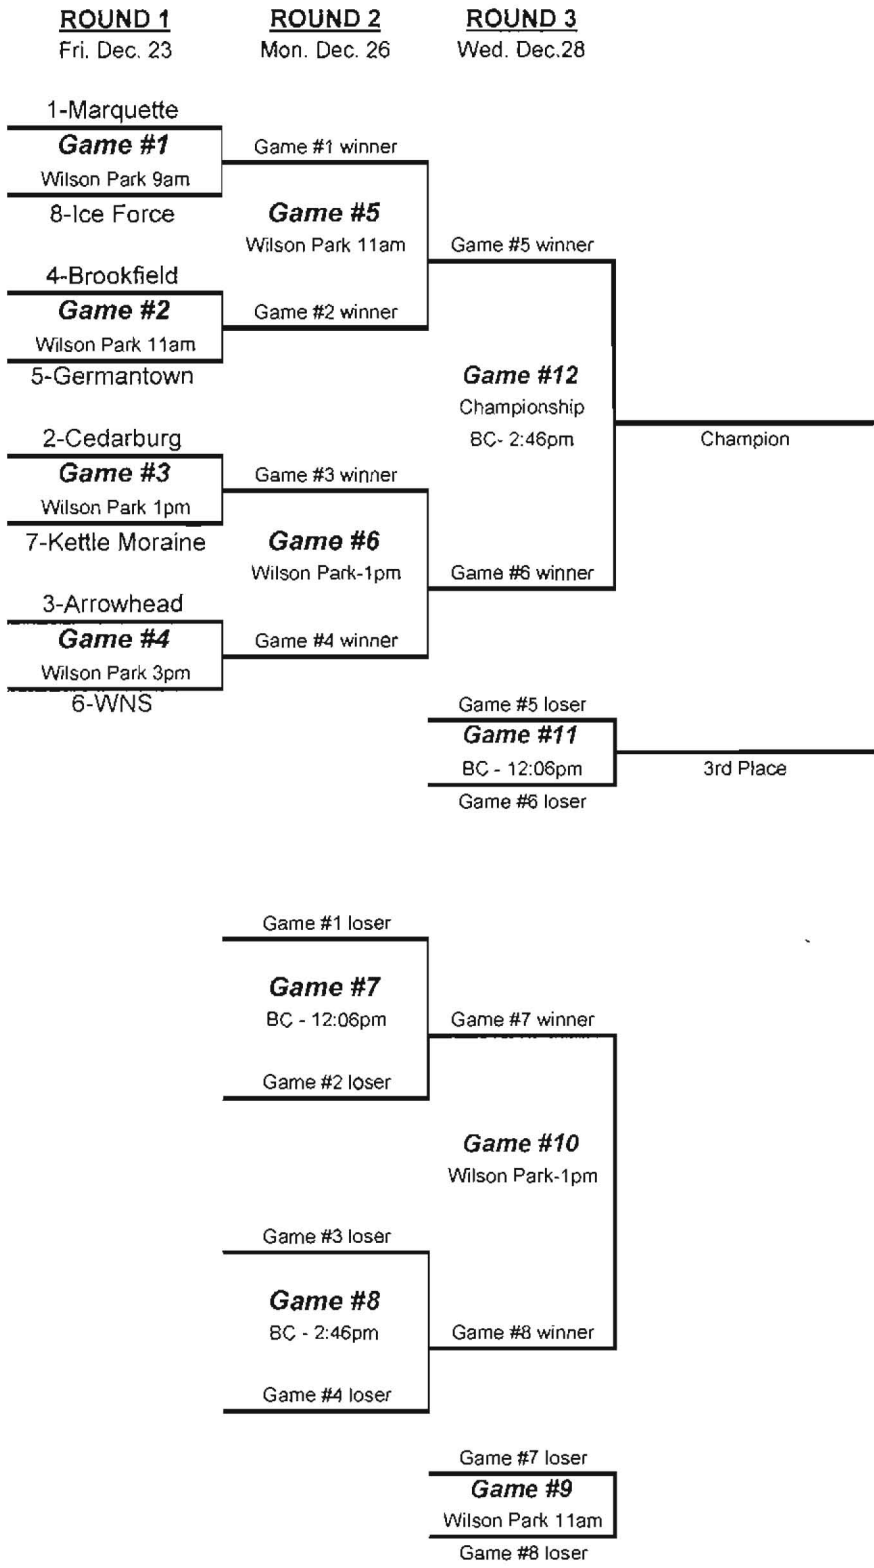 ROUND 1 ROUND 2 ROUND 3
Fri. Dec. 23 Mon. Dec. 26 Wed. Dec.28
1-Marquette
Game #1
Wilson Park 9am
8-Ice Force
4-Brookfield
Game #2
Wilson Park 11am
5-Germantown
2-Cedarburg
Game #3
Wilson Park 1pm
7-Kettle Moraine
3-Arrowhead
Game #4
Wilson Park 3pm
6-WNS
Game #1 winner
Game #5
Wilson Park 11am
Game #2 winner
Game #3 winner
Game #6
Wilson Park-1pm
Game #4 winner
Game #5 winner
Game #12
Championship
BC- 2:46pm
Game #6 winner
Champion
Game #5 loser
Game #11
BC - 12:06pm
Game #6 loser
3rd Place
Game #1 loser
Game #7
BC - 12:06pm
Game #2 loser
Game #3 loser
Game #8
BC - 2:46pm
Game #4 loser
Game #7 winner
Game #10
Wilson Park-1pm
Game #8 winner
Game #7 loser
Game #9
Wilson Park 11am
Game #8 loser